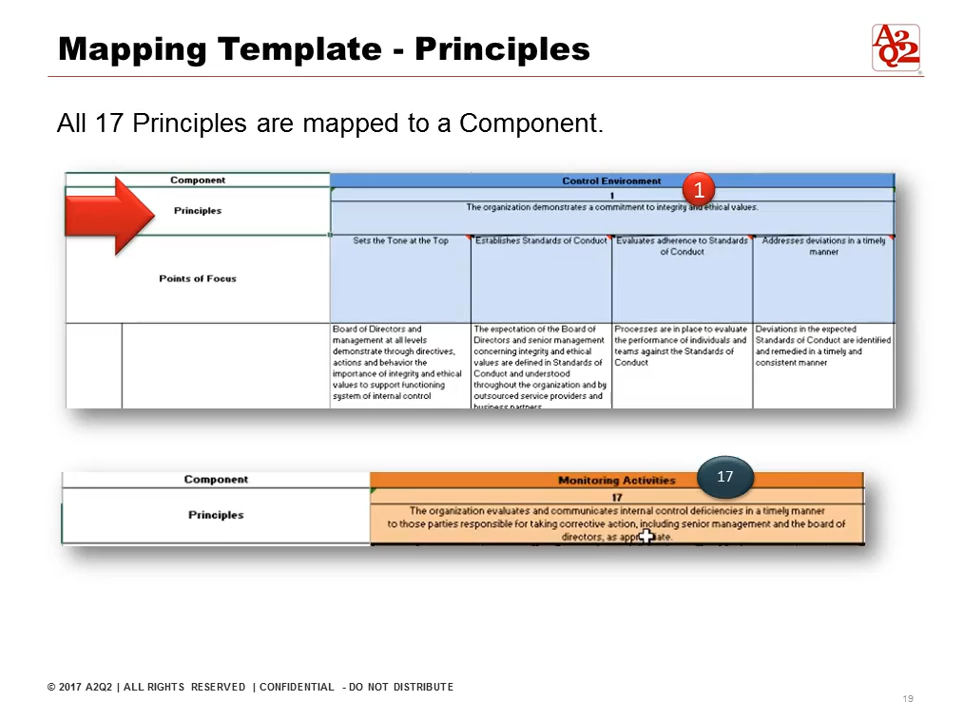 Mapping Template - Principles
A2Q2
All 17 Principles are mapped to a Component.
Component
Control Environment
1
1
Principles
The organization demonstrates a commitment to integrity and ethical values.
Points of Focus
Sets the Tone at the Top
Establishes Standards of Conduct
Evaluates adherence to Standards
of Conduct
Addresses deviations in a timely
manner
Board of Directors and
management at all levels
demonstrate through directives,
actions and behavior the
importance of integrity and ethical
values to support functioning
system of internal control
The expectation of the Board of
Directors and senior management
concerning integrity and ethical
values are defined in Standards of
Conduct and understood
throughout the organization and by
outsourced service providers and
business partners
Processes are in place to evaluate
the performance of individuals and
teams against the Standards of
Conduct
Deviations in the expected
Standards of Conduct are identified
and remedied in a timely and
consistent manner
Component
Monitoring Activities
17
17
Principles
The organization evaluates and communicates internal control deficiencies in a timely manner
to those parties responsible for taking corrective action, including senior management and the board of
directors, as appropriate.
© 2017 A2Q2 | ALL RIGHTS RESERVED | CONFIDENTIAL - DO NOT DISTRIBUTE
19